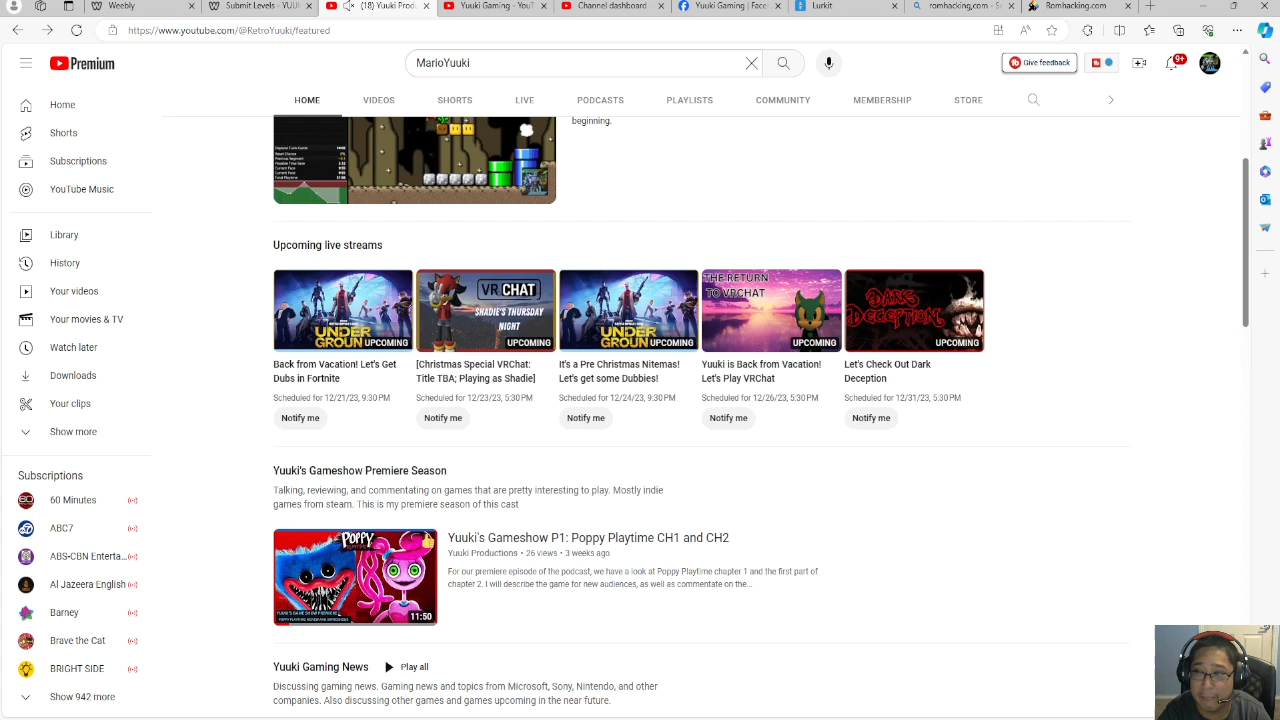 Weebly
Submit Levels - YUU
Yuuki Gaming - YouT
Channel dashboard
Yuuki Gaming | Face
Lurkit
romhacking.com - Se
Romhacking.com
https://www.youtube.com/@RetroYuuki/featured
Premium
MarioYuuki
Give feedback
9+
HOME
VIDEOS
SHORTS
LIVE
PODCASTS
PLAYLISTS
COMMUNITY
MEMBERSHIP
STORE
Home
Shorts
Subscriptions
YouTube Music
Library
History
Your videos
Your movies & TV
Watch later
Downloads
Your clips
Show more
Subscriptions
60 Minutes
ABC7
ABS-CBN Enterta...
Al Jazeera English
Barney
Brave the Cat
BRIGHT SIDE
Show 942 more
beginning.
Upcoming live streams
UNDER
GROUN UPCOMING
VRCHAT
SHADIE'S THURSDAY
NIGHT
UPCOMING
UNDER
GROUN UPCOMING
THE RETURN
TO VRCHAT
UPCOMING
DARK
DECEPTION
UPCOMING
Back from Vacation! Let's Get
Dubs in Fortnite
Scheduled for 12/21/23, 9:30 PM
Notify me
[Christmas Special VRChat:
Title TBA; Playing as Shadie]
Scheduled for 12/23/23, 5:30 PM
Notify me
It's a Pre Christmas Nitemas!
Let's get some Dubbies!
Scheduled for 12/24/23, 9:30 PM
Notify me
Yuuki is Back from Vacation!
Let's Play VRChat
Scheduled for 12/26/23, 5:30 PM
Notify me
Let's Check Out Dark
Deception
Scheduled for 12/31/23, 5:30 PM
Notify me
Yuuki's Gameshow Premiere Season
Talking, reviewing, and commentating on games that are pretty interesting to play. Mostly indie
games from steam. This is my premiere season of this cast
POPPY
YUUKI'S GAME SHOW PREMIERE
11:50
Yuuki's Gameshow P1: Poppy Playtime CH1 and CH2
Yuuki Productions • 26 views • 3 weeks ago
For our premiere episode of the podcast, we have a look at Poppy Playtime chapter 1 and the first part of
chapter 2. I will describe the game for new audiences, as well as commentate on the...
Yuuki Gaming News
Play all
Discussing gaming news. Gaming news and topics from Microsoft, Sony, Nintendo, and other
companies. Also discussing other games and games upcoming in the near future.